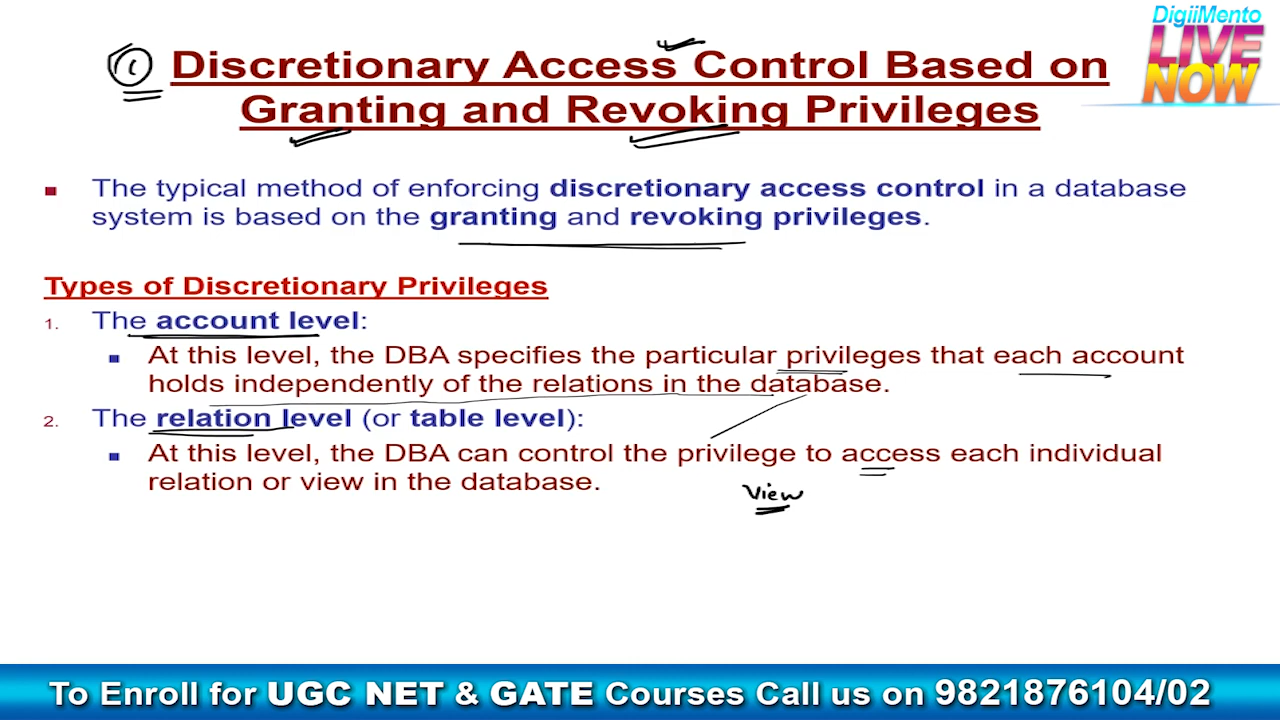 DigiiMento
LIVE
NOW
1
Discretionary Access Control Based on
Granting and Revoking Privileges
■ The typical method of enforcing discretionary access control in a database
system is based on the granting and revoking privileges.
Types of Discretionary Privileges
1. The account level:
■ At this level, the DBA specifies the particular privileges that each account
holds independently of the relations in the database.
2. The relation level (or table level):
■ At this level, the DBA can control the privilege to access each individual
relation or view in the database.
View
To Enroll for UGC NET & GATE Courses Call us on 9821876104/02